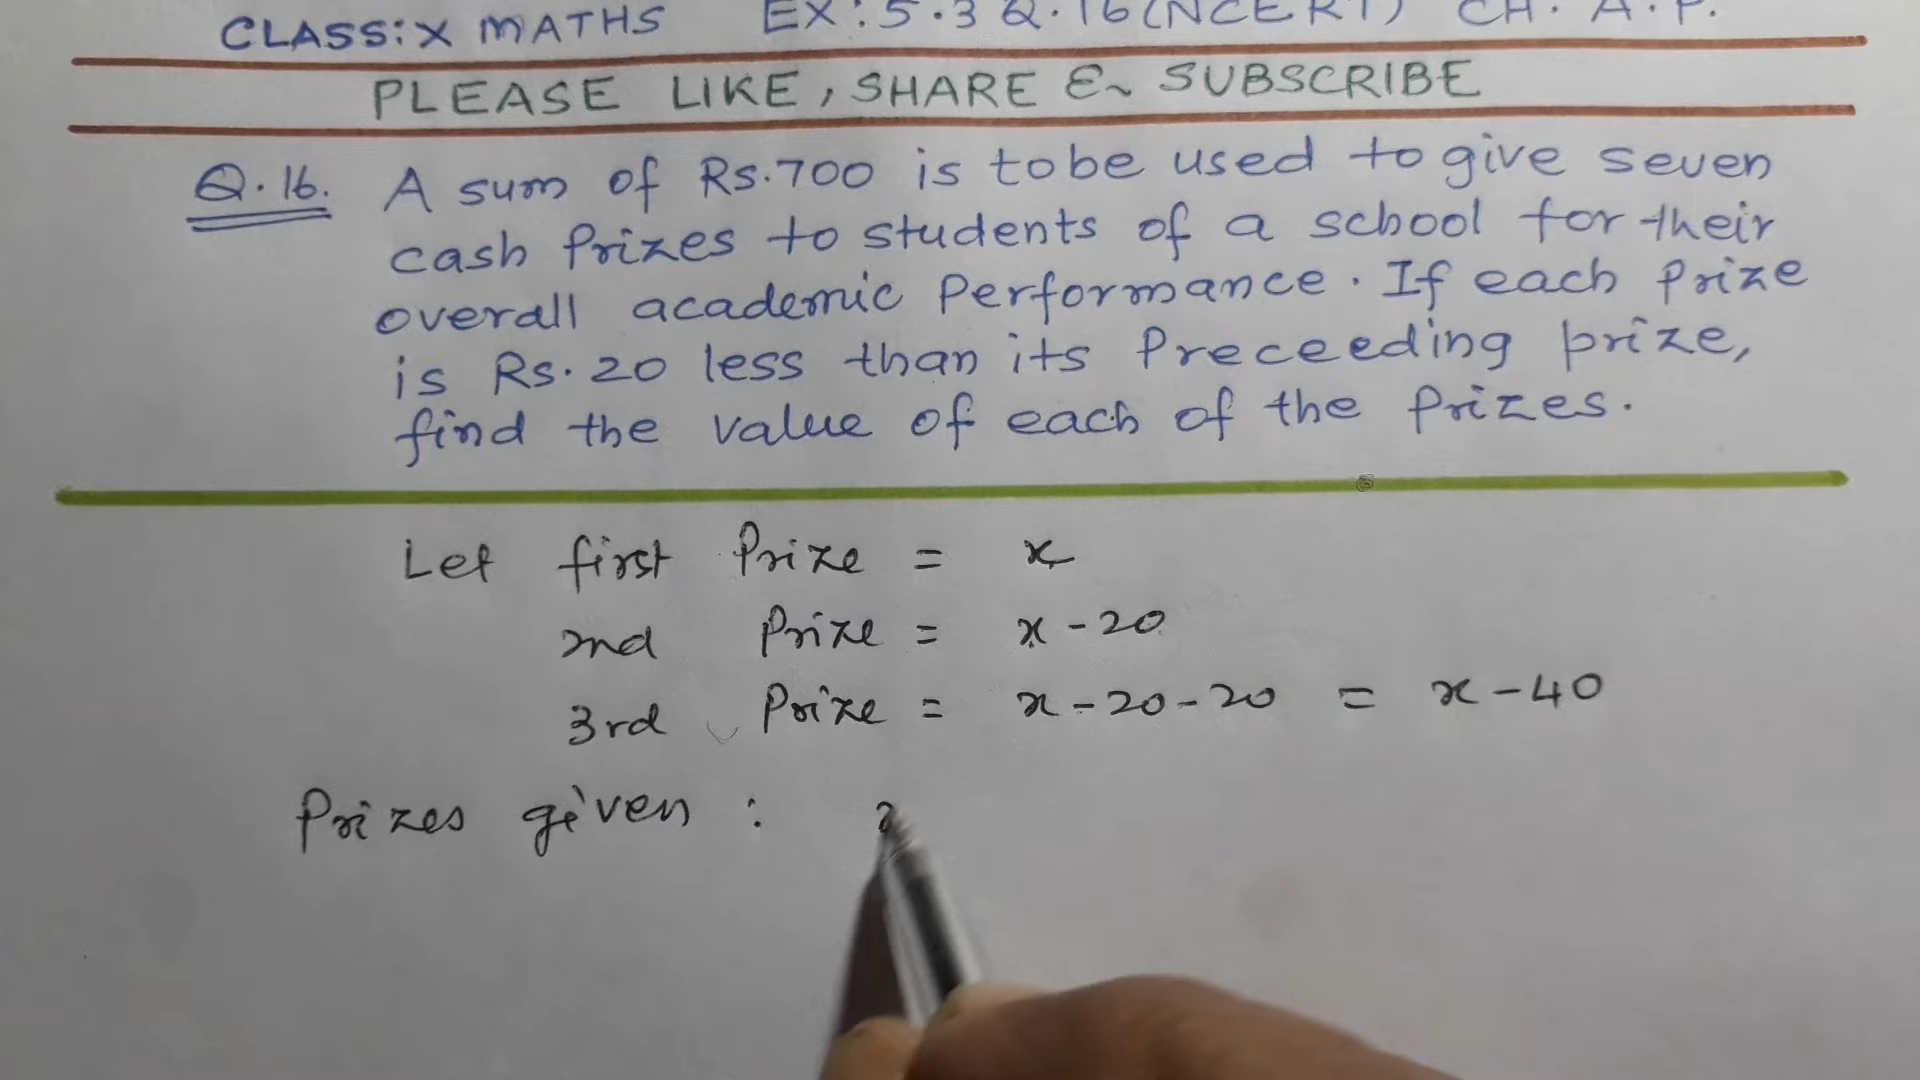 CLASS: X MATHS EX: 5.3 Q.16 (NCERT) CH. A.P.
PLEASE LIKE, SHARE & SUBSCRIBE
Q.16. A sum of Rs.700 is to be used to give seven
cash prizes to students of a school for their
overall academic Performance. If each prize
is Rs.20 less than its Preceeding prize,
find the value of each of the prizes.
Let first Prize = x
2nd Prize = x - 20
3rd Prize = x - 20 - 20 = x - 40
Prizes given :